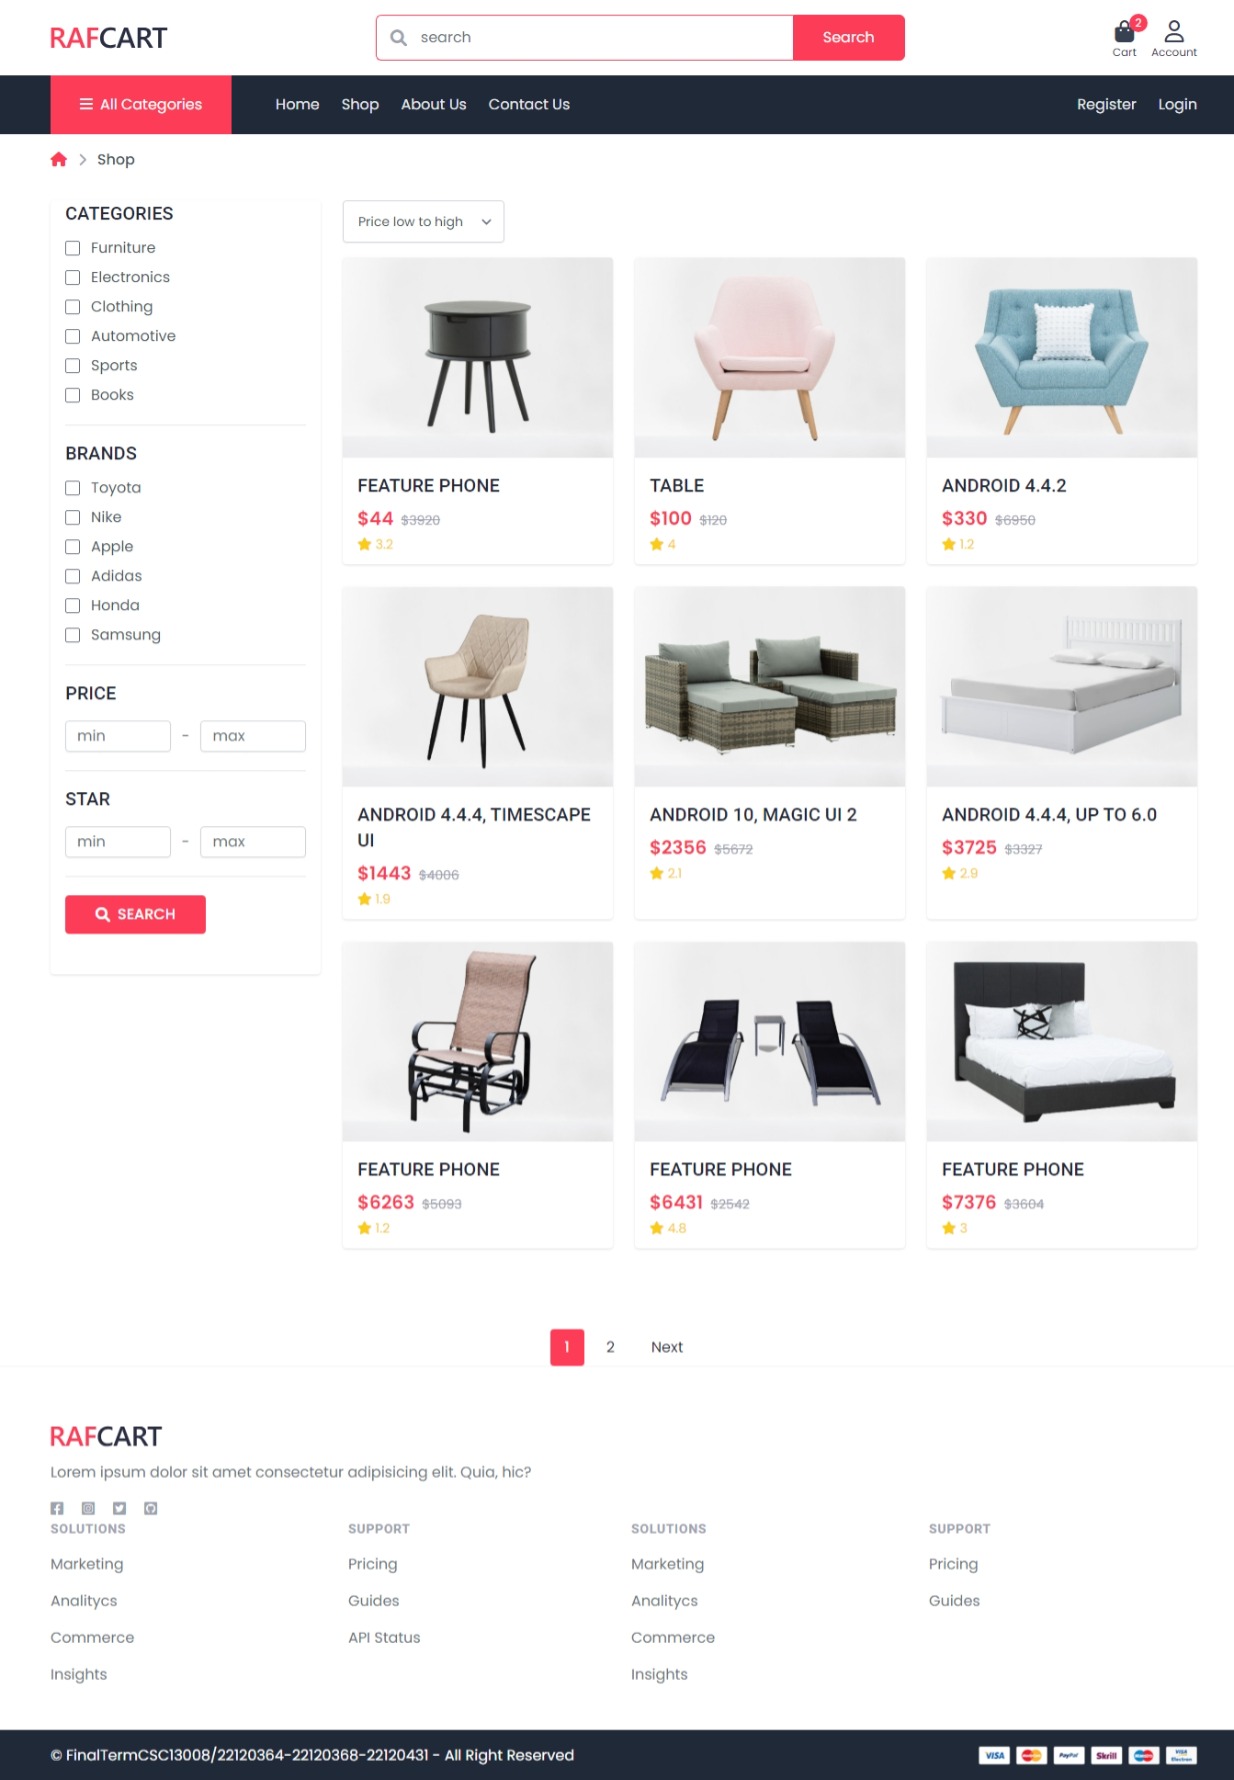 RAFCART
search
Search
2
Cart
Account
All Categories
Home
Shop
About Us
Contact Us
Register
Login
Shop
CATEGORIES
Furniture
Electronics
Clothing
Automotive
Sports
Books
BRANDS
Toyota
Nike
Apple
Adidas
Honda
Samsung
PRICE
min - max
STAR
min - max
SEARCH
Price low to high
FEATURE PHONE
$44 $3920
3.2
TABLE
$100 $120
4
ANDROID 4.4.2
$330 $6950
1.2
ANDROID 4.4.4, TIMESCAPE
UI
$1443 $4006
1.9
ANDROID 10, MAGIC UI 2
$2356 $5672
2.1
ANDROID 4.4.4, UP TO 6.0
$3725 $3327
2.9
FEATURE PHONE
$6263 $5093
1.2
FEATURE PHONE
$6431 $2542
4.8
FEATURE PHONE
$7376 $3604
3
1
2
Next
RAFCART
Lorem ipsum dolor sit amet consectetur adipisicing elit. Quia, hic?
SOLUTIONS
Marketing
Analitycs
Commerce
Insights
SUPPORT
Pricing
Guides
API Status
SOLUTIONS
Marketing
Analitycs
Commerce
Insights
SUPPORT
Pricing
Guides
© FinalTermCSC13008/22120364-22120368-22120431 - All Right Reserved
VISA
PayPal
Skrill
VISA
Electron